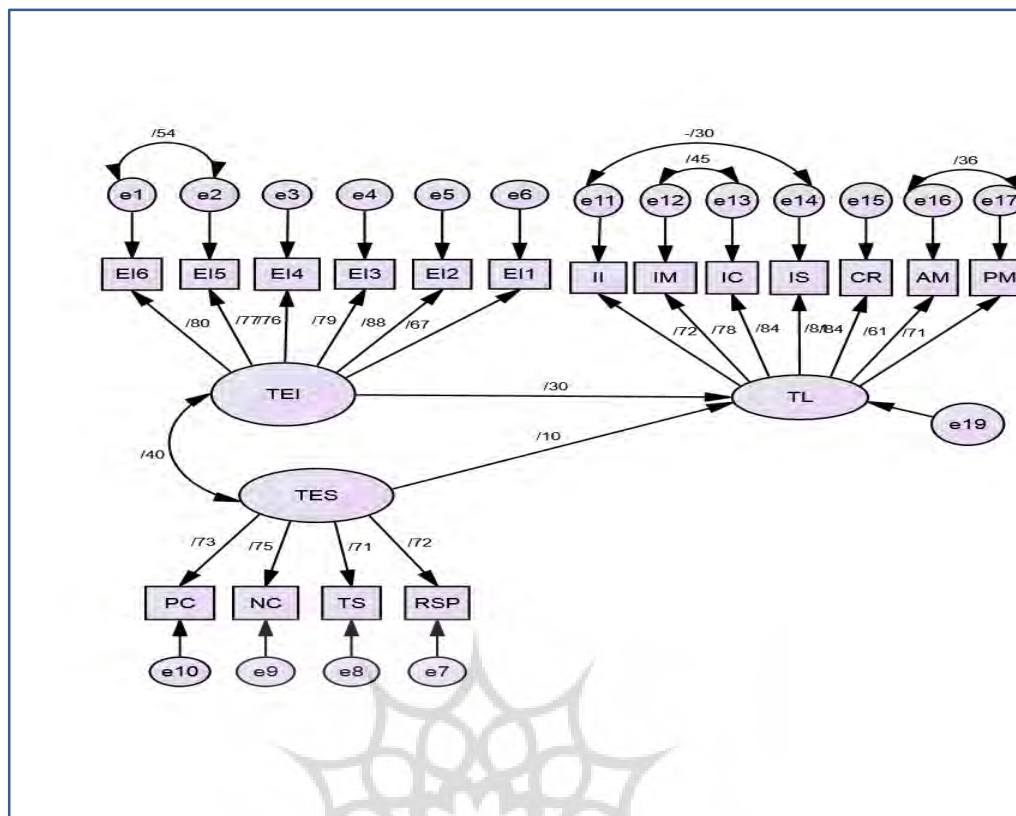 /54 -/30
/45 /36
e1 e2 e3 e4 e5 e6 e11 e12 e13 e14 e15 e16 e17
EI6 EI5 EI4 EI3 EI2 EI1 II IM IC IS CR AM PM
/80 /77 /76 /79 /88 /67 /72 /78 /84 /84 /61 /71
TEI /30 TL
e19
/10
/40
TES
/73 /75 /71 /72
PC NC TS RSP
e10 e9 e8 e7